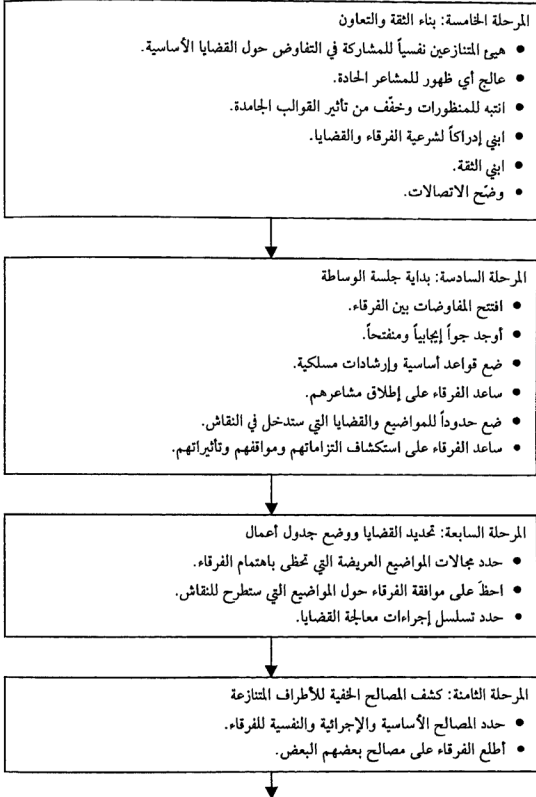 المرحلة الخامسة: بناء الثقة والتعاون
● هيئ المتنازعين نفسياً للمشاركة في التفاوض حول القضايا الأساسية.
● عالج أي ظهور للمشاعر الحادة.
● انتبه للمنظورات وخفّف من تأثير القوالب الجامدة.
● ابني إدراكاً لشرعية الفرقاء والقضايا.
● ابني الثقة.
● وضّح الاتصالات.
المرحلة السادسة: بداية جلسة الوساطة
● افتتح المفاوضات بين الفرقاء.
● أوجد جواً إيجابياً ومنفتحاً.
● ضع قواعد أساسية وإرشادات مسلكية.
● ساعد الفرقاء على إطلاق مشاعرهم.
● ضع حدوداً للمواضيع والقضايا التي ستدخل في النقاش.
● ساعد الفرقاء على استكشاف التزاماتهم ومواقفهم وتأثيراتهم.
المرحلة السابعة: تحديد القضايا ووضع جدول أعمال
● حدد مجالات المواضيع العريضة التي تحظى باهتمام الفرقاء.
● احظَ على موافقة الفرقاء حول المواضيع التي ستطرح للنقاش.
● حدد تسلسل إجراءات معالجة القضايا.
المرحلة الثامنة: كشف المصالح الخفية للأطراف المتنازعة
● حدد المصالح الأساسية والإجرائية والنفسية للفرقاء.
● أطلع الفرقاء على مصالح بعضهم البعض.